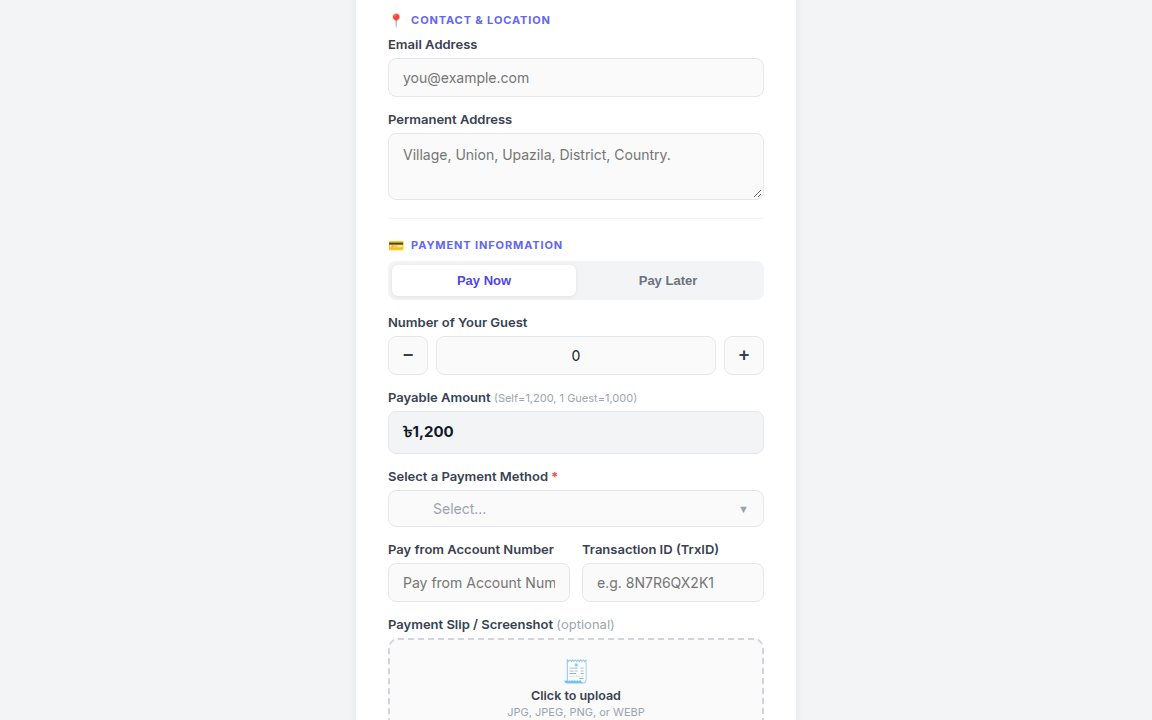 CONTACT & LOCATION
Email Address
you@example.com
Permanent Address
Village, Union, Upazila, District, Country.
PAYMENT INFORMATION
Pay Now Pay Later
Number of Your Guest
− 0 +
Payable Amount (Self=1,200, 1 Guest=1,000)
৳1,200
Select a Payment Method *
Select...
Pay from Account Number Transaction ID (TrxID)
Pay from Account Num e.g. 8N7R6QX2K1
Payment Slip / Screenshot (optional)
Click to upload
JPG, JPEG, PNG, or WEBP